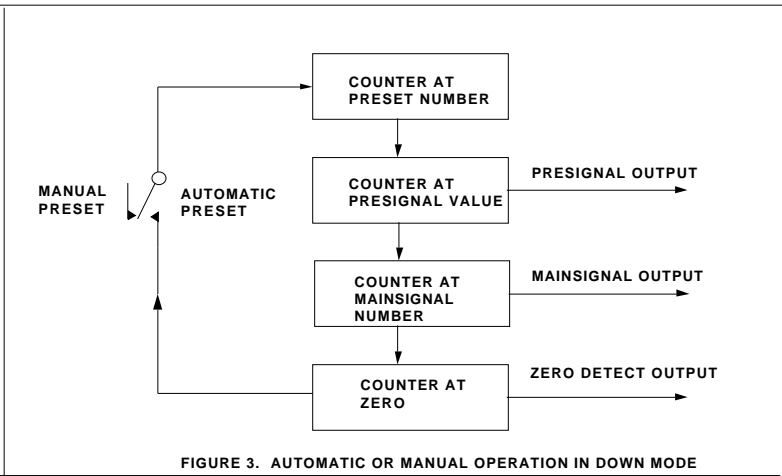 COUNTER AT
PRESET NUMBER
MANUAL
PRESET
AUTOMATIC
PRESET
COUNTER AT
PRESIGNAL VALUE
PRESIGNAL OUTPUT
COUNTER AT
MAINSIGNAL
NUMBER
MAINSIGNAL OUTPUT
COUNTER AT
ZERO
ZERO DETECT OUTPUT
FIGURE 3. AUTOMATIC OR MANUAL OPERATION IN DOWN MODE